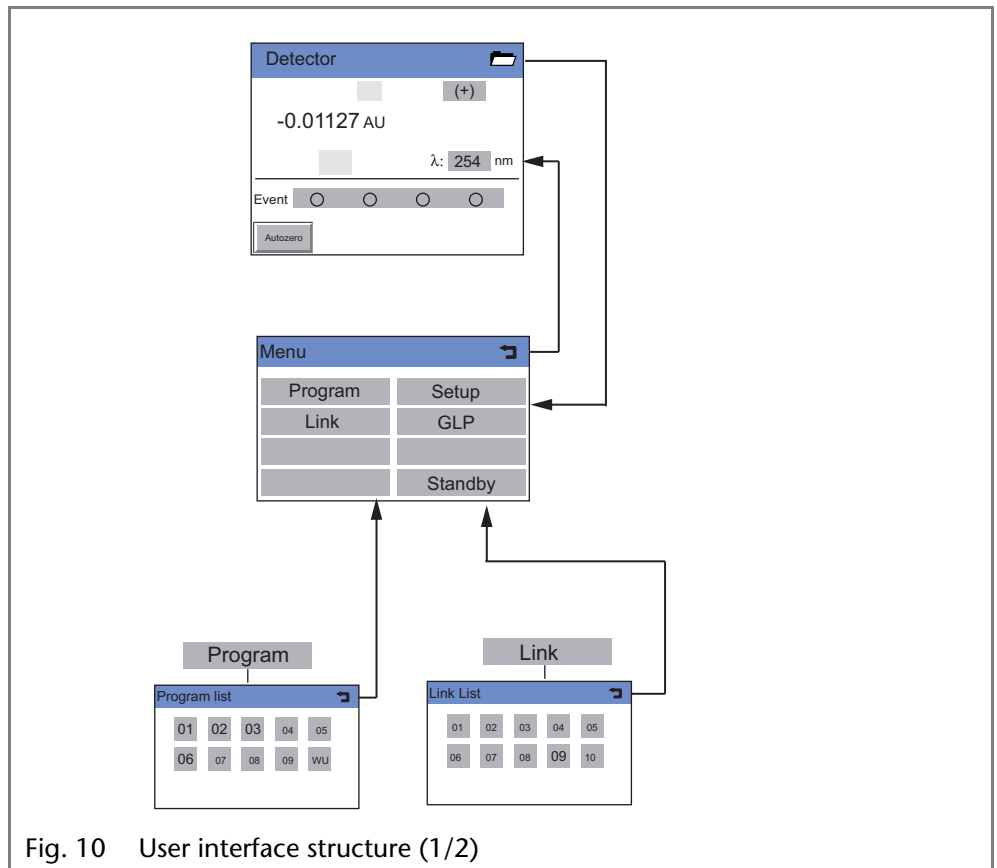 Detector
(+)
-0.01127 AU
λ: 254 nm
Event
Autozero
Menu
Program Setup
Link GLP
Standby
Program
Program list
01 02 03 04 05
06 07 08 09 WU
Link
Link List
01 02 03 04 05
06 07 08 09 10
Fig. 10 User interface structure (1/2)